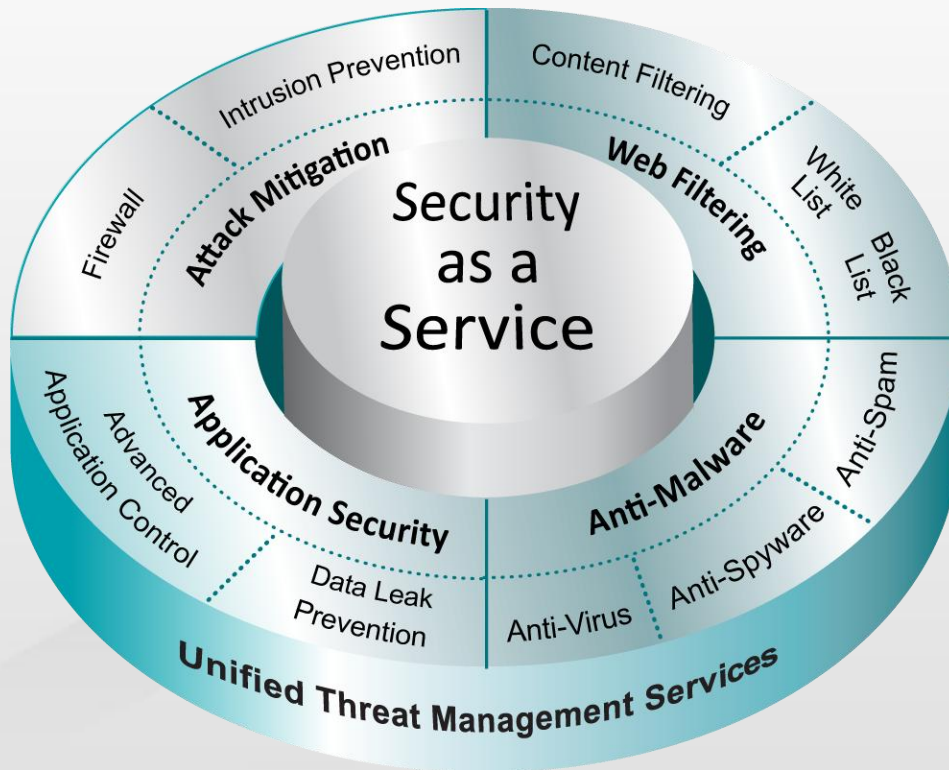 Security
as a
Service
Attack Mitigation
Firewall
Intrusion Prevention
Web Filtering
Content Filtering
White
List
Black
List
Anti-Malware
Anti-Spam
Anti-Spyware
Anti-Virus
Application Security
Data Leak
Prevention
Advanced
Application Control
Unified Threat Management Services